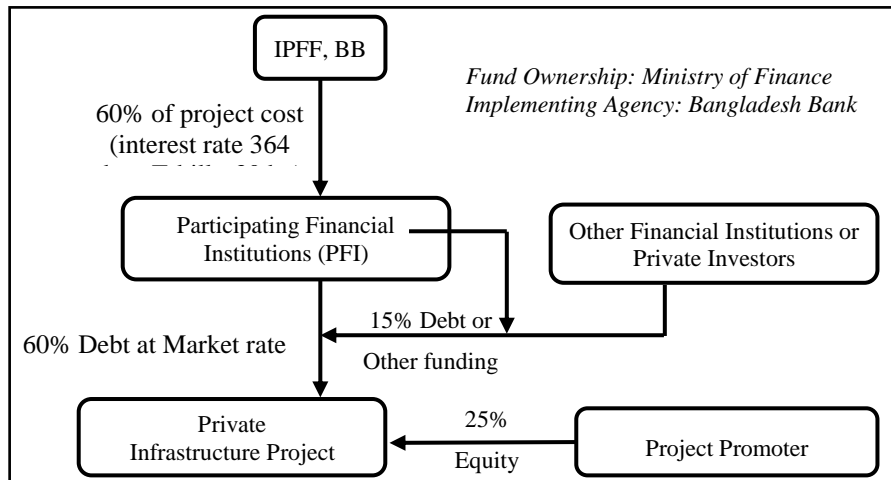 IPFF, BB
Fund Ownership: Ministry of Finance
Implementing Agency: Bangladesh Bank
60% of project cost
(interest rate 364
Participating Financial
Institutions (PFI)
Other Financial Institutions or
Private Investors
15% Debt or
60% Debt at Market rate
Other funding
Private
Infrastructure Project
25%
Equity
Project Promoter